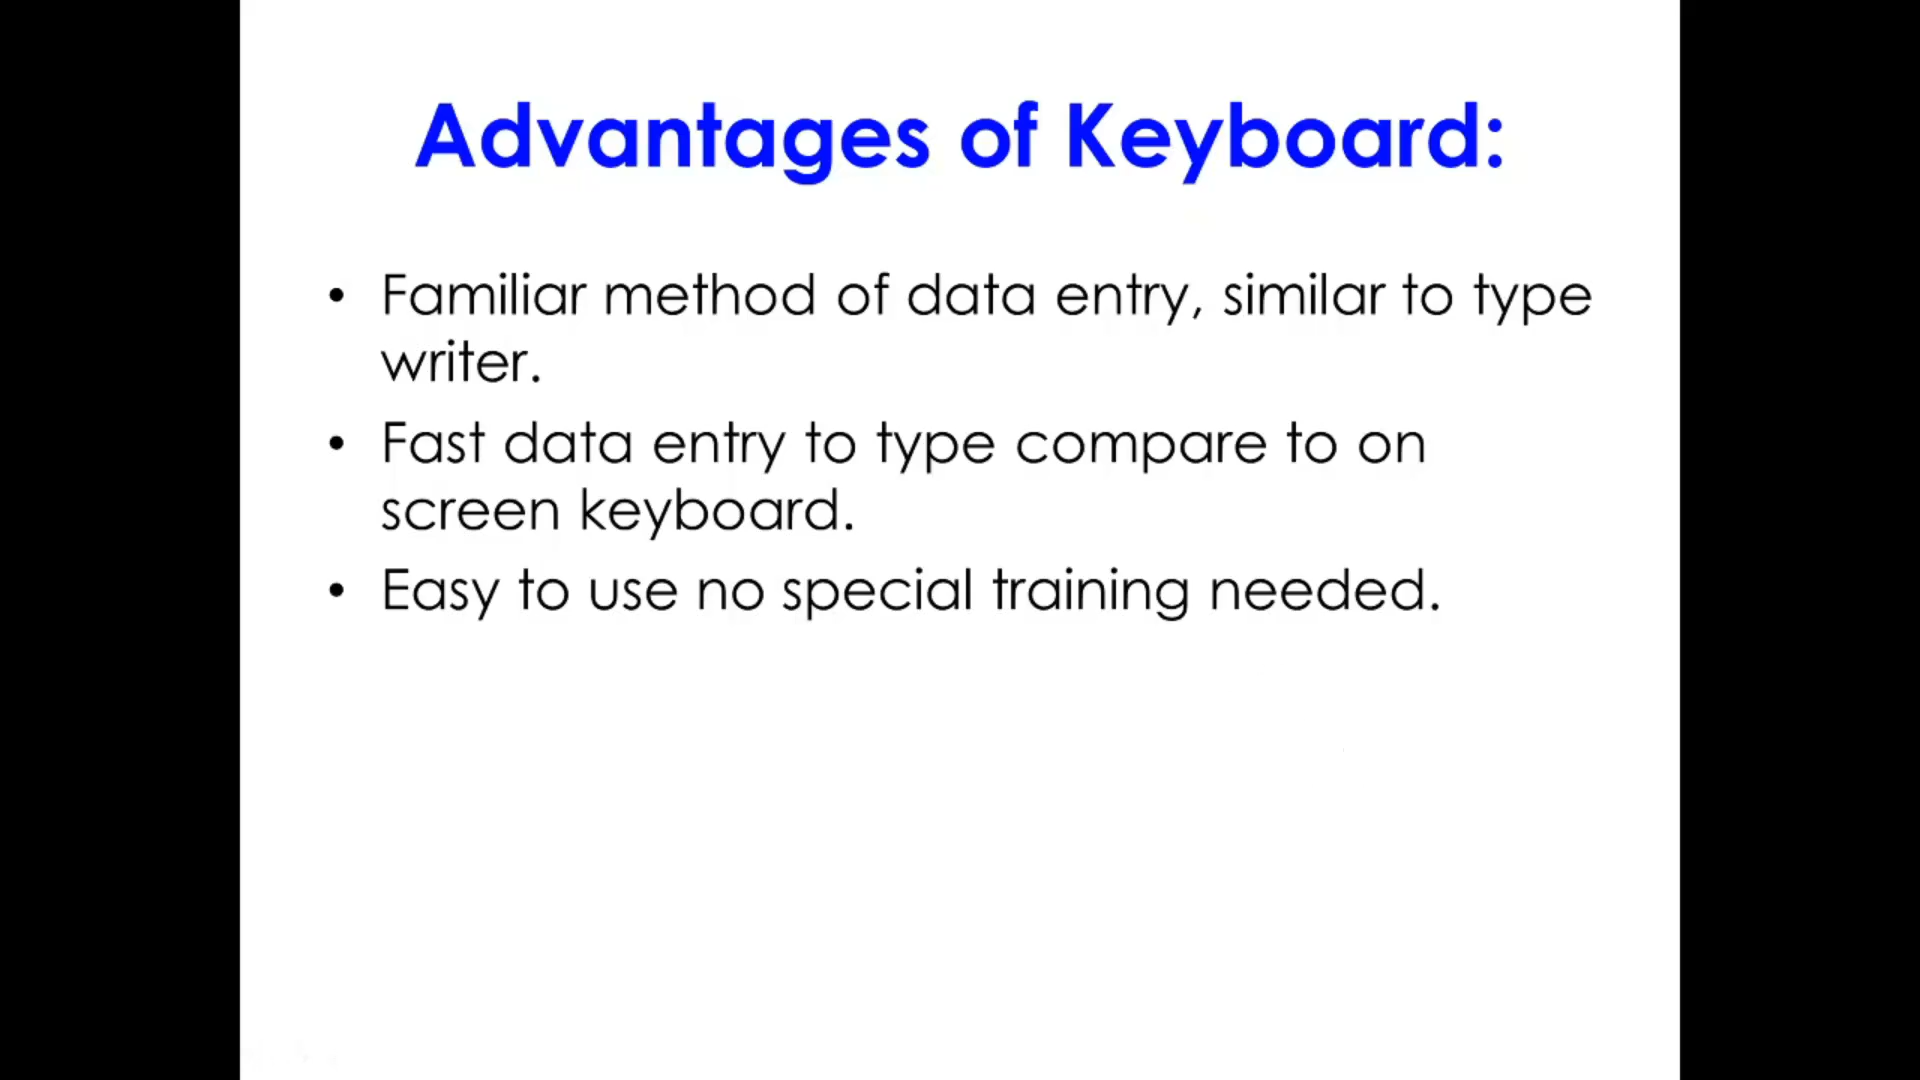 Advantages of Keyboard:
• Familiar method of data entry, similar to type
writer.
• Fast data entry to type compare to on
screen keyboard.
• Easy to use no special training needed.